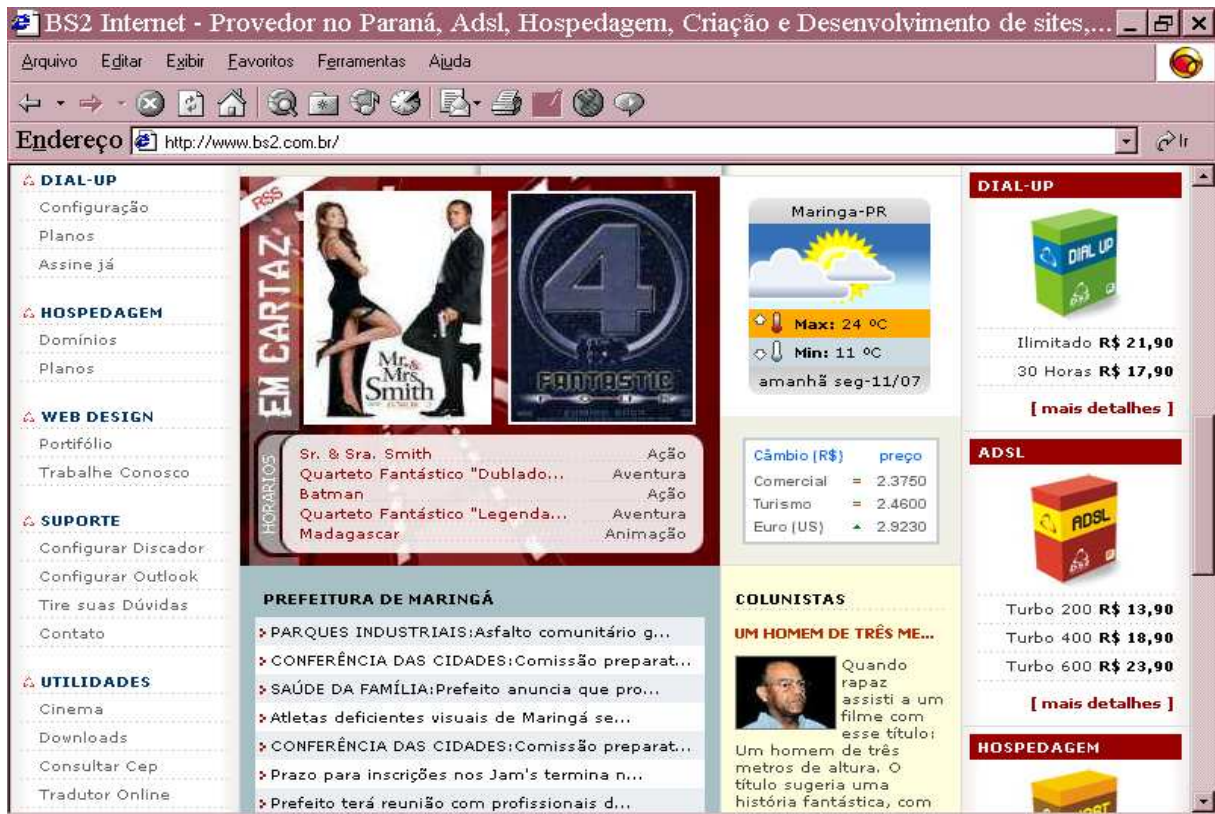 BS2 Internet - Provedor no Paraná, Adsl, Hospedagem, Criação e Desenvolvimento de sites,...
Arquivo Editar Exibir Favoritos Ferramentas Ajuda
Endereço http://www.bs2.com.br/ Ir
DIAL-UP
Configuração
Planos
Assine já
HOSPEDAGEM
Domínios
Planos
WEB DESIGN
Portifólio
Trabalhe Conosco
SUPORTE
Configurar Discador
Configurar Outlook
Tire suas Dúvidas
Contato
UTILIDADES
Cinema
Downloads
Consultar Cep
Tradutor Online
RSS
EM CARTAZ
Mr. &
Mrs.
Smith
4
FANTASTIC
FOUR
HORÁRIOS
Sr. & Sra. Smith Ação
Quarteto Fantástico "Dublado... Aventura
Batman Ação
Quarteto Fantástico "Legenda... Aventura
Madagascar Animação
PREFEITURA DE MARINGÁ
PARQUES INDUSTRIAIS:Asfalto comunitário g...
CONFERÊNCIA DAS CIDADES:Comissão preparat...
SAÚDE DA FAMÍLIA:Prefeito anuncia que pro...
Atletas deficientes visuais de Maringá se...
CONFERÊNCIA DAS CIDADES:Comissão preparat...
Prazo para inscrições nos Jam's termina n...
Prefeito terá reunião com profissionais d...
Maringa-PR
Max: 24 ºC
Min: 11 ºC
amanhã seg-11/07
Câmbio (R$) preço
Comercial = 2.3750
Turismo = 2.4600
Euro (US) 2.9230
COLUNISTAS
UM HOMEM DE TRÊS ME...
Quando
rapaz
assisti a um
filme com
esse título:
Um homem de três
metros de altura. O
título sugeria uma
história fantástica, com
DIAL-UP
DIAL UP
Ilimitado R$ 21,90
30 Horas R$ 17,90
[ mais detalhes ]
ADSL
ADSL
Turbo 200 R$ 13,90
Turbo 400 R$ 18,90
Turbo 600 R$ 23,90
[ mais detalhes ]
HOSPEDAGEM